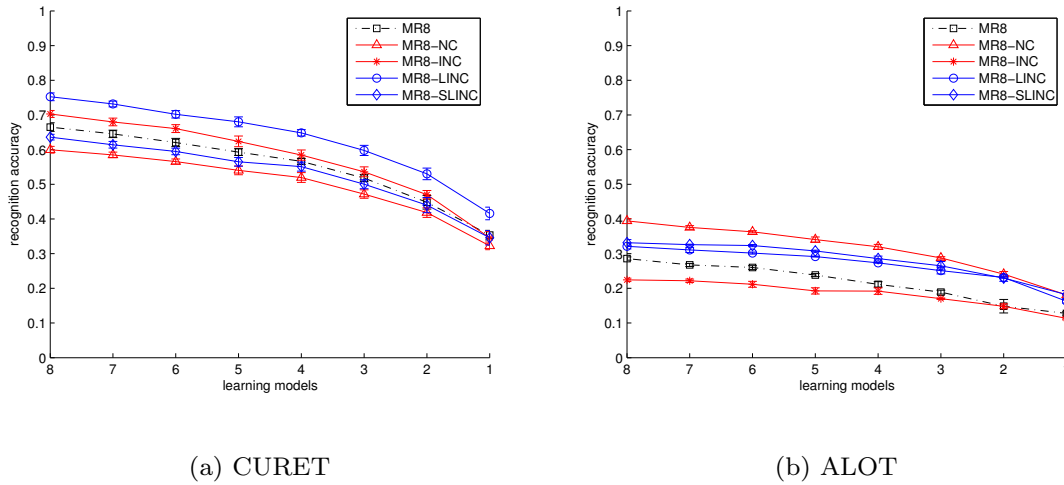 1
0.9
0.8
0.7
0.6
0.5
0.4
0.3
0.2
0.1
0
recognition accuracy
8 7 6 5 4 3 2 1
learning models
MR8
MR8-NC
MR8-INC
MR8-LINC
MR8-SLINC
(a) CURET
1
0.9
0.8
0.7
0.6
0.5
0.4
0.3
0.2
0.1
0
recognition accuracy
8 7 6 5 4 3 2
learning models
MR8
MR8-NC
MR8-INC
MR8-LINC
MR8-SLINC
(b) ALOT